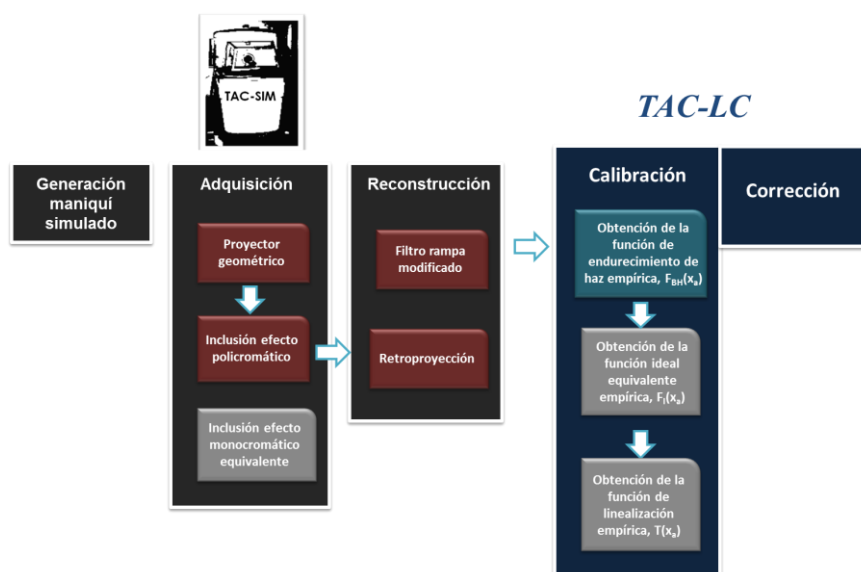 TAC-SIM
TAC-LC
Generación
maniquí
simulado
Adquisición
Proyector
geométrico
Inclusión efecto
policromático
Inclusión efecto
monocromático
equivalente
Reconstrucción
Filtro rampa
modificado
Retroproyección
Calibración
Obtención de la
función de
endurecimiento de
haz empírica, F_BH(x_a)
Obtención de la
función ideal
equivalente
empírica, F_I(x_a)
Obtención de la
función de
linealización
empírica, T(x_a)
Corrección